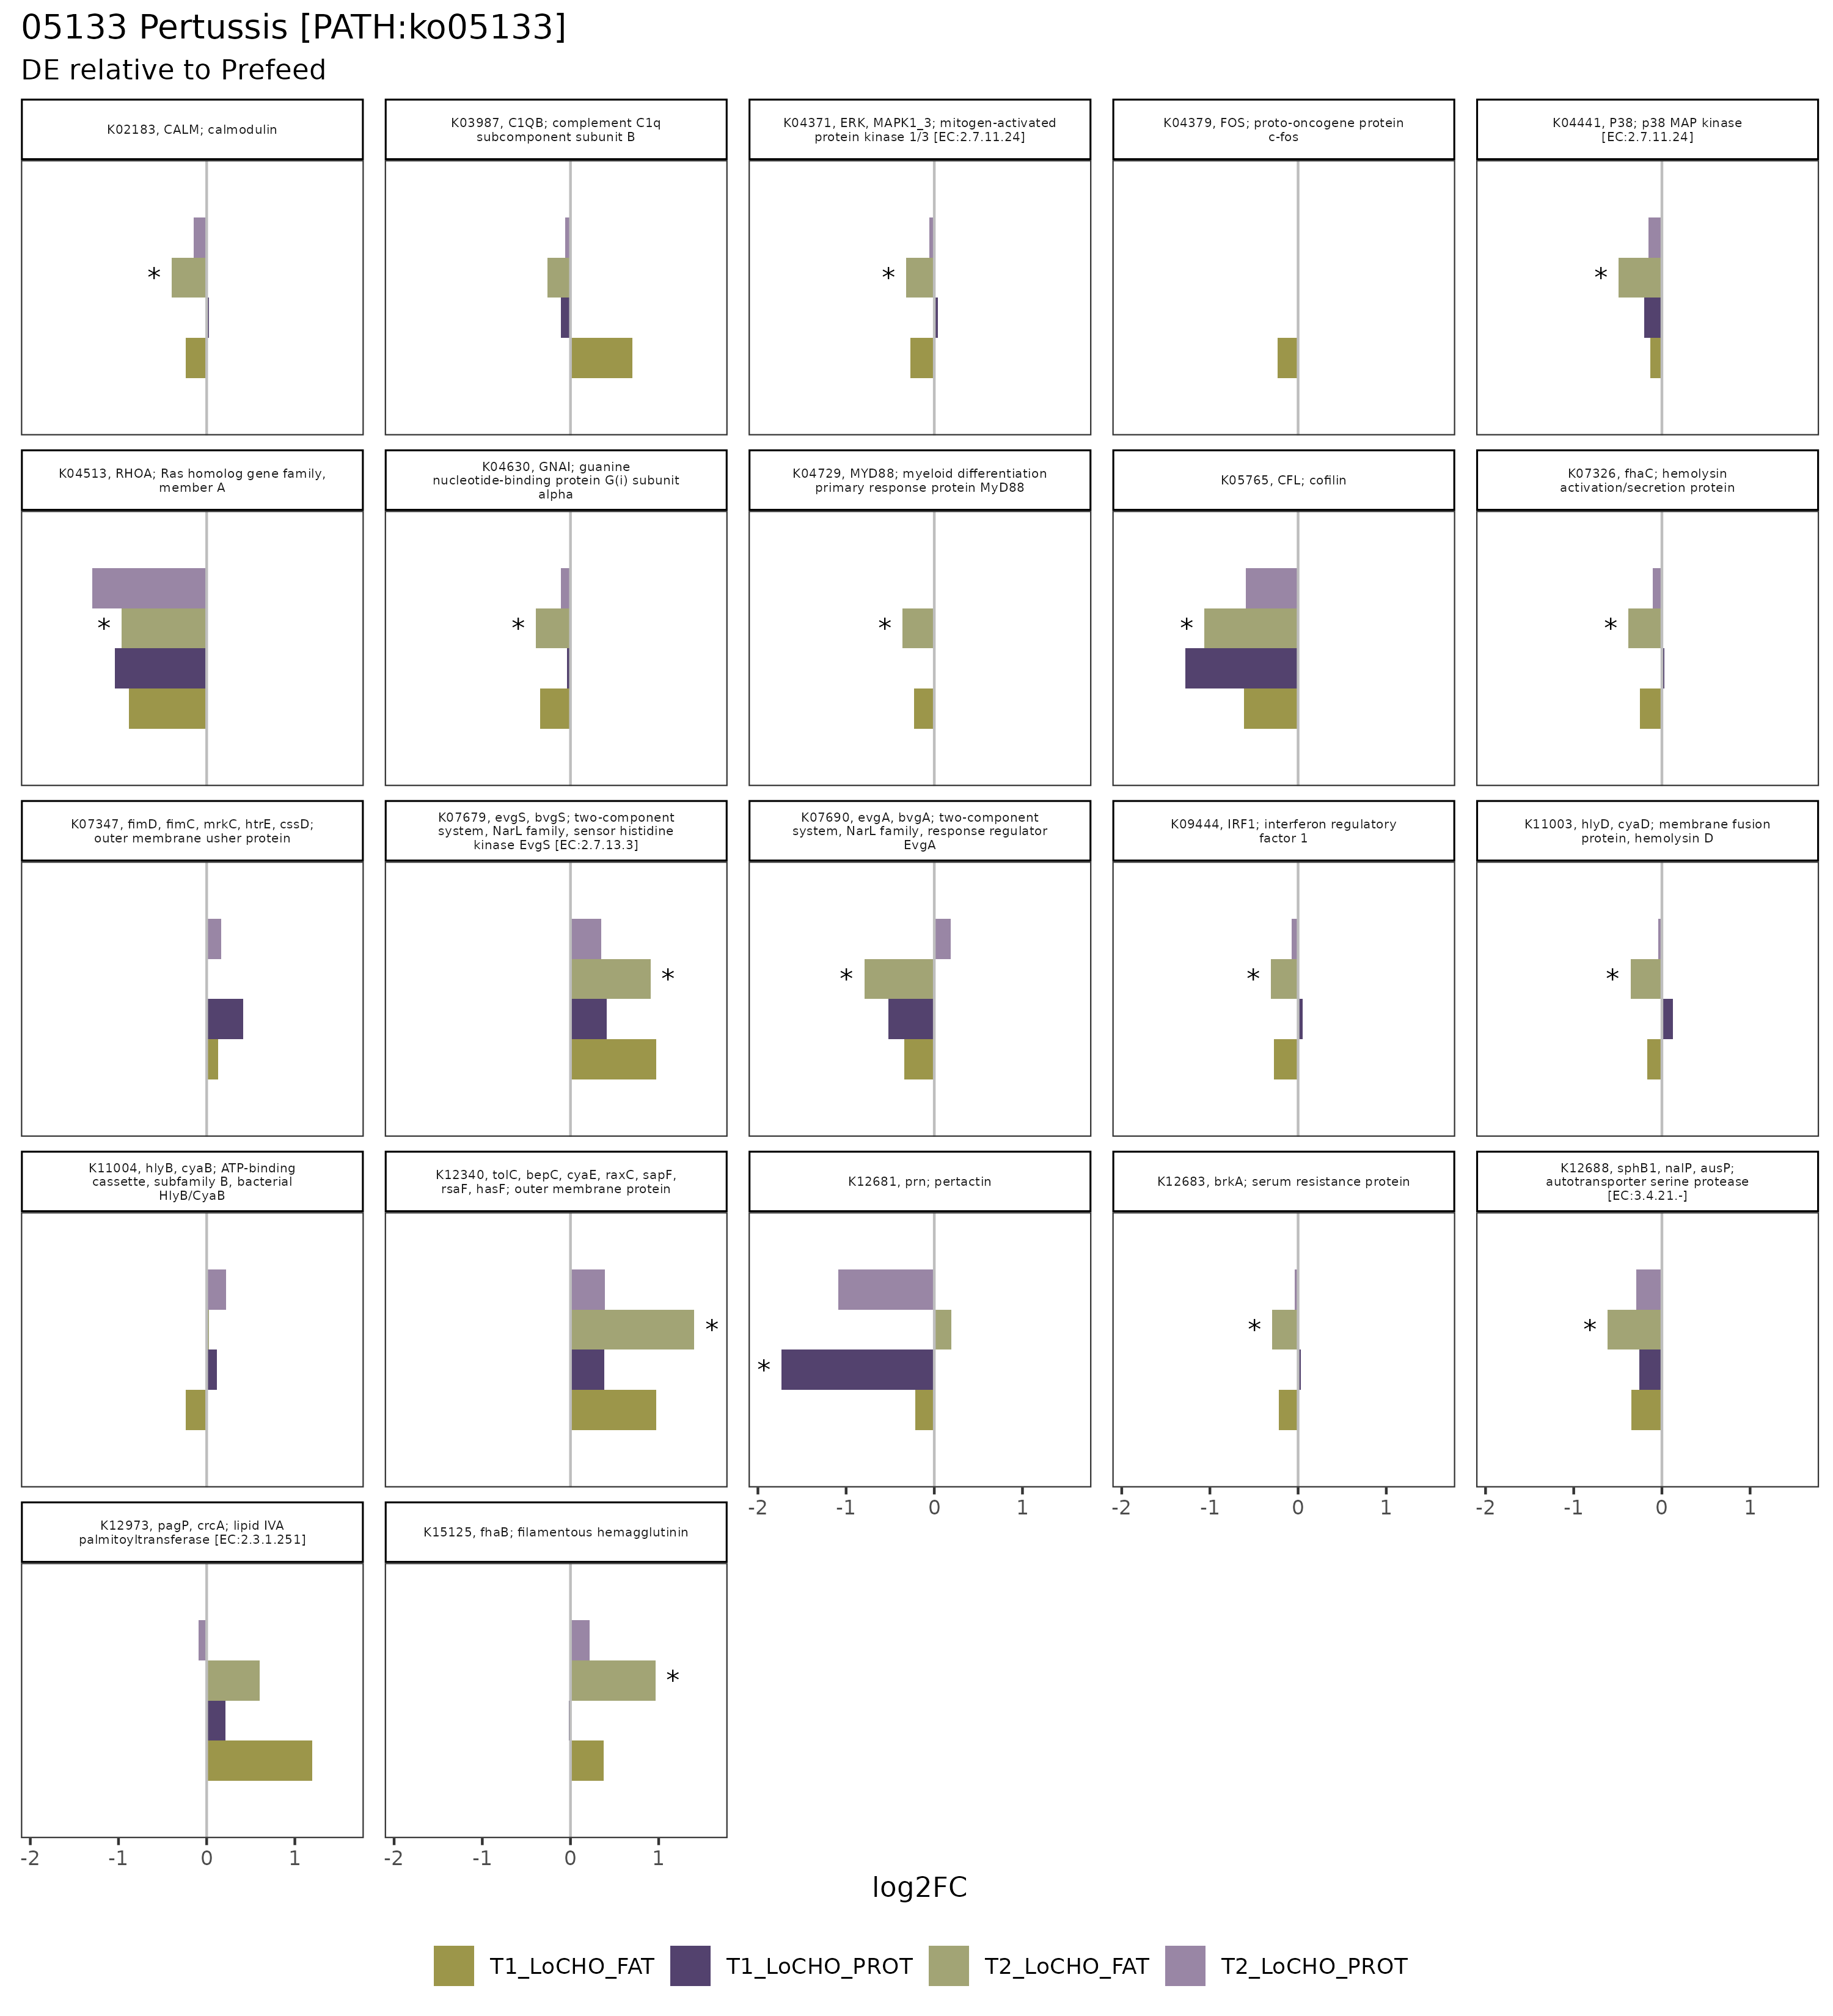 05133 Pertussis [PATH:ko05133]
DE relative to Prefeed
K02183, CALM; calmodulin
K03987, C1QB; complement C1q
subcomponent subunit B
K04371, ERK, MAPK1_3; mitogen-activated
protein kinase 1/3 [EC:2.7.11.24]
K04379, FOS; proto-oncogene protein
c-fos
K04441, P38; p38 MAP kinase
[EC:2.7.11.24]
*
*
*
K04513, RHOA; Ras homolog gene family,
member A
K04630, GNAI; guanine
nucleotide-binding protein G(i) subunit
alpha
K04729, MYD88; myeloid differentiation
primary response protein MyD88
K05765, CFL; cofilin
K07326, fhaC; hemolysin
activation/secretion protein
*
*
*
*
*
K07347, fimD, fimC, mrkC, htrE, cssD;
outer membrane usher protein
K07679, evgS, bvgS; two-component
system, NarL family, sensor histidine
kinase EvgS [EC:2.7.13.3]
K07690, evgA, bvgA; two-component
system, NarL family, response regulator
EvgA
K09444, IRF1; interferon regulatory
factor 1
K11003, hlyD, cyaD; membrane fusion
protein, hemolysin D
*
*
*
*
K11004, hlyB, cyaB; ATP-binding
cassette, subfamily B, bacterial
HlyB/CyaB
K12340, tolC, bepC, cyaE, raxC, sapF,
rsaF, hasF; outer membrane protein
K12681, prn; pertactin
K12683, brkA; serum resistance protein
K12688, sphB1, nalP, ausP;
autotransporter serine protease
[EC:3.4.21.-]
*
*
*
*
-2 -1 0 1
-2 -1 0 1
-2 -1 0 1
K12973, pagP, crcA; lipid IVA
palmitoyltransferase [EC:2.3.1.251]
K15125, fhaB; filamentous hemagglutinin
*
-2 -1 0 1
-2 -1 0 1
log2FC
T1_LoCHO_FAT
T1_LoCHO_PROT
T2_LoCHO_FAT
T2_LoCHO_PROT